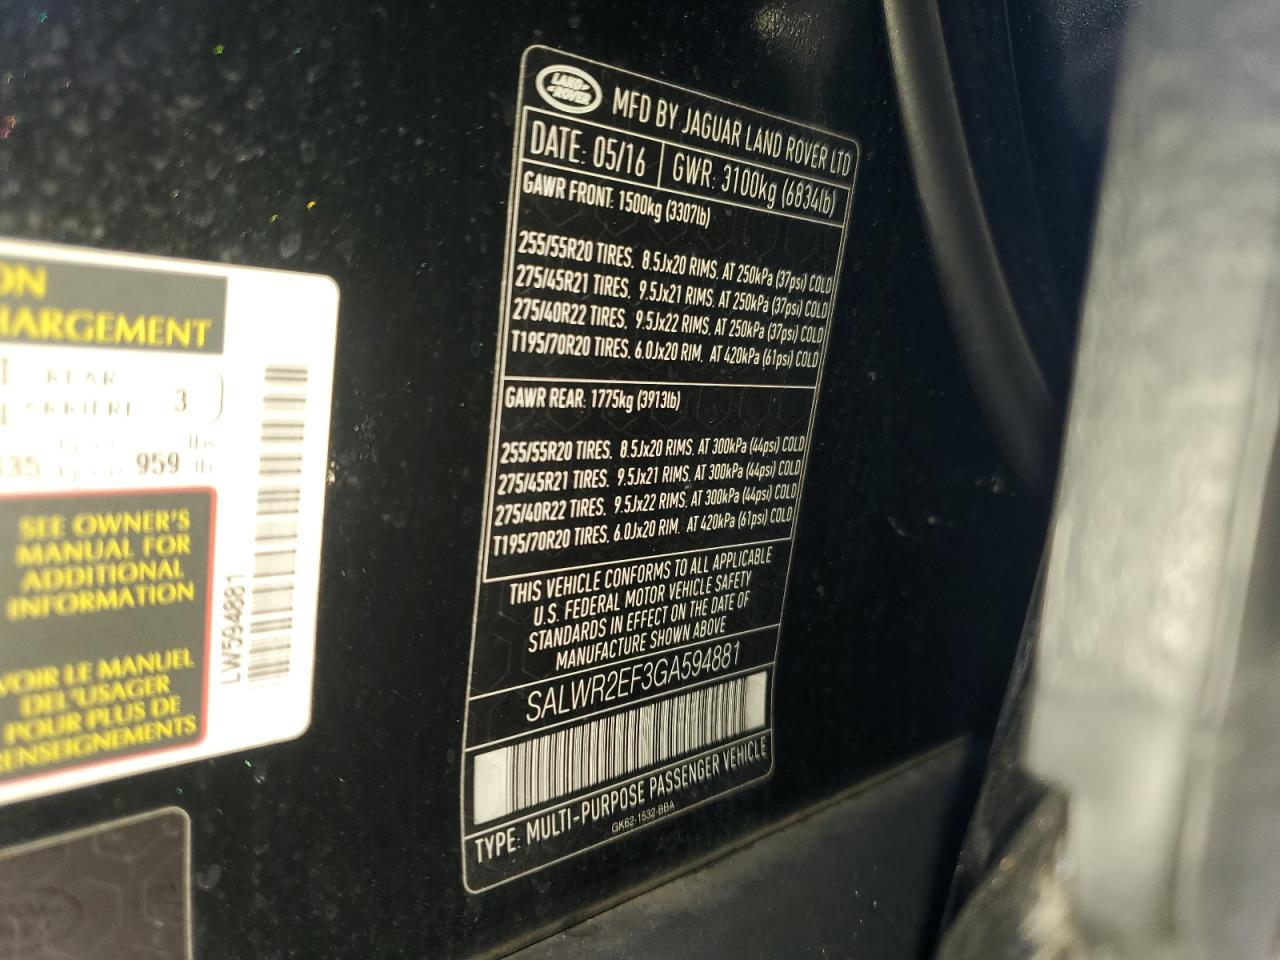 LAND ROVER
MFD BY JAGUAR LAND ROVER LTD
DATE: 05/16 GWR: 3100kg (6834lb)
GAWR FRONT: 1500kg (3307lb)
255/55R20 TIRES, 8.5Jx20 RIMS, AT 250kPa (37psi) COLD
275/45R21 TIRES, 9.5Jx21 RIMS, AT 250kPa (37psi) COLD
275/40R22 TIRES, 9.5Jx22 RIMS, AT 250kPa (37psi) COLD
T195/70R20 TIRES, 6.0Jx20 RIM, AT 420kPa (61psi) COLD
GAWR REAR: 1775kg (3913lb)
255/55R20 TIRES, 8.5Jx20 RIMS, AT 300kPa (44psi) COLD
275/45R21 TIRES, 9.5Jx21 RIMS, AT 300kPa (44psi) COLD
275/40R22 TIRES, 9.5Jx22 RIMS, AT 300kPa (44psi) COLD
T195/70R20 TIRES, 6.0Jx20 RIM, AT 420kPa (61psi) COLD
THIS VEHICLE CONFORMS TO ALL APPLICABLE
U.S. FEDERAL MOTOR VEHICLE SAFETY
STANDARDS IN EFFECT ON THE DATE OF
MANUFACTURE SHOWN ABOVE
SALWR2EF3GA594881
TYPE: MULTI-PURPOSE PASSENGER VEHICLE
GK62-1532-BBA
ON
HARGEMENT
REAR
ARRIÈRE 3
lbs
435 kg ou 959 lb
SEE OWNER'S
MANUAL FOR
ADDITIONAL
INFORMATION
VOIR LE MANUEL
DEL'USAGER
POUR PLUS DE
RENSEIGNEMENTS
LW594881